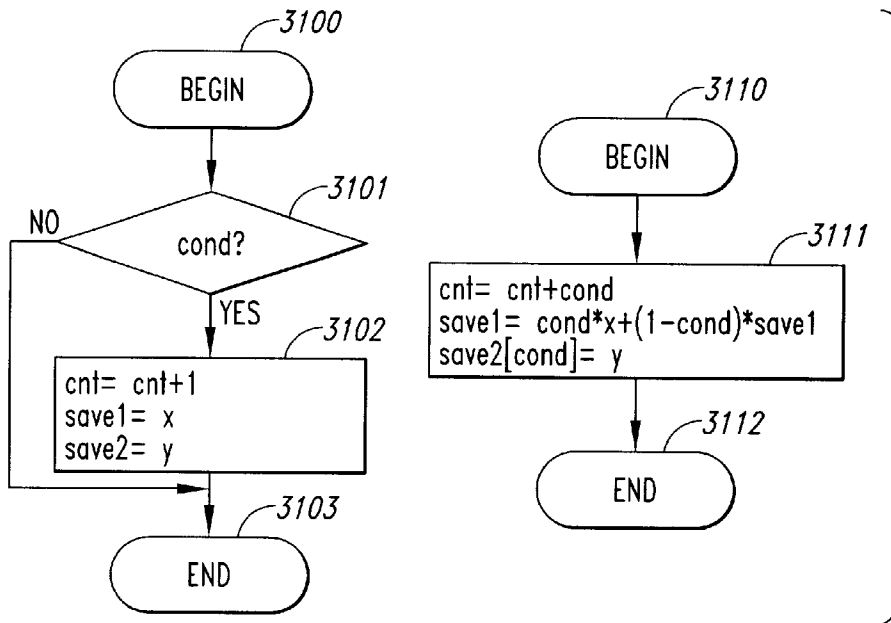 3100
BEGIN
3101
NO
cond?
YES
3102
cnt= cnt+1
save1= x
save2= y
3103
END
3110
BEGIN
3111
cnt= cnt+cond
save1= cond*x+(1-cond)*save1
save2[cond]= y
3112
END